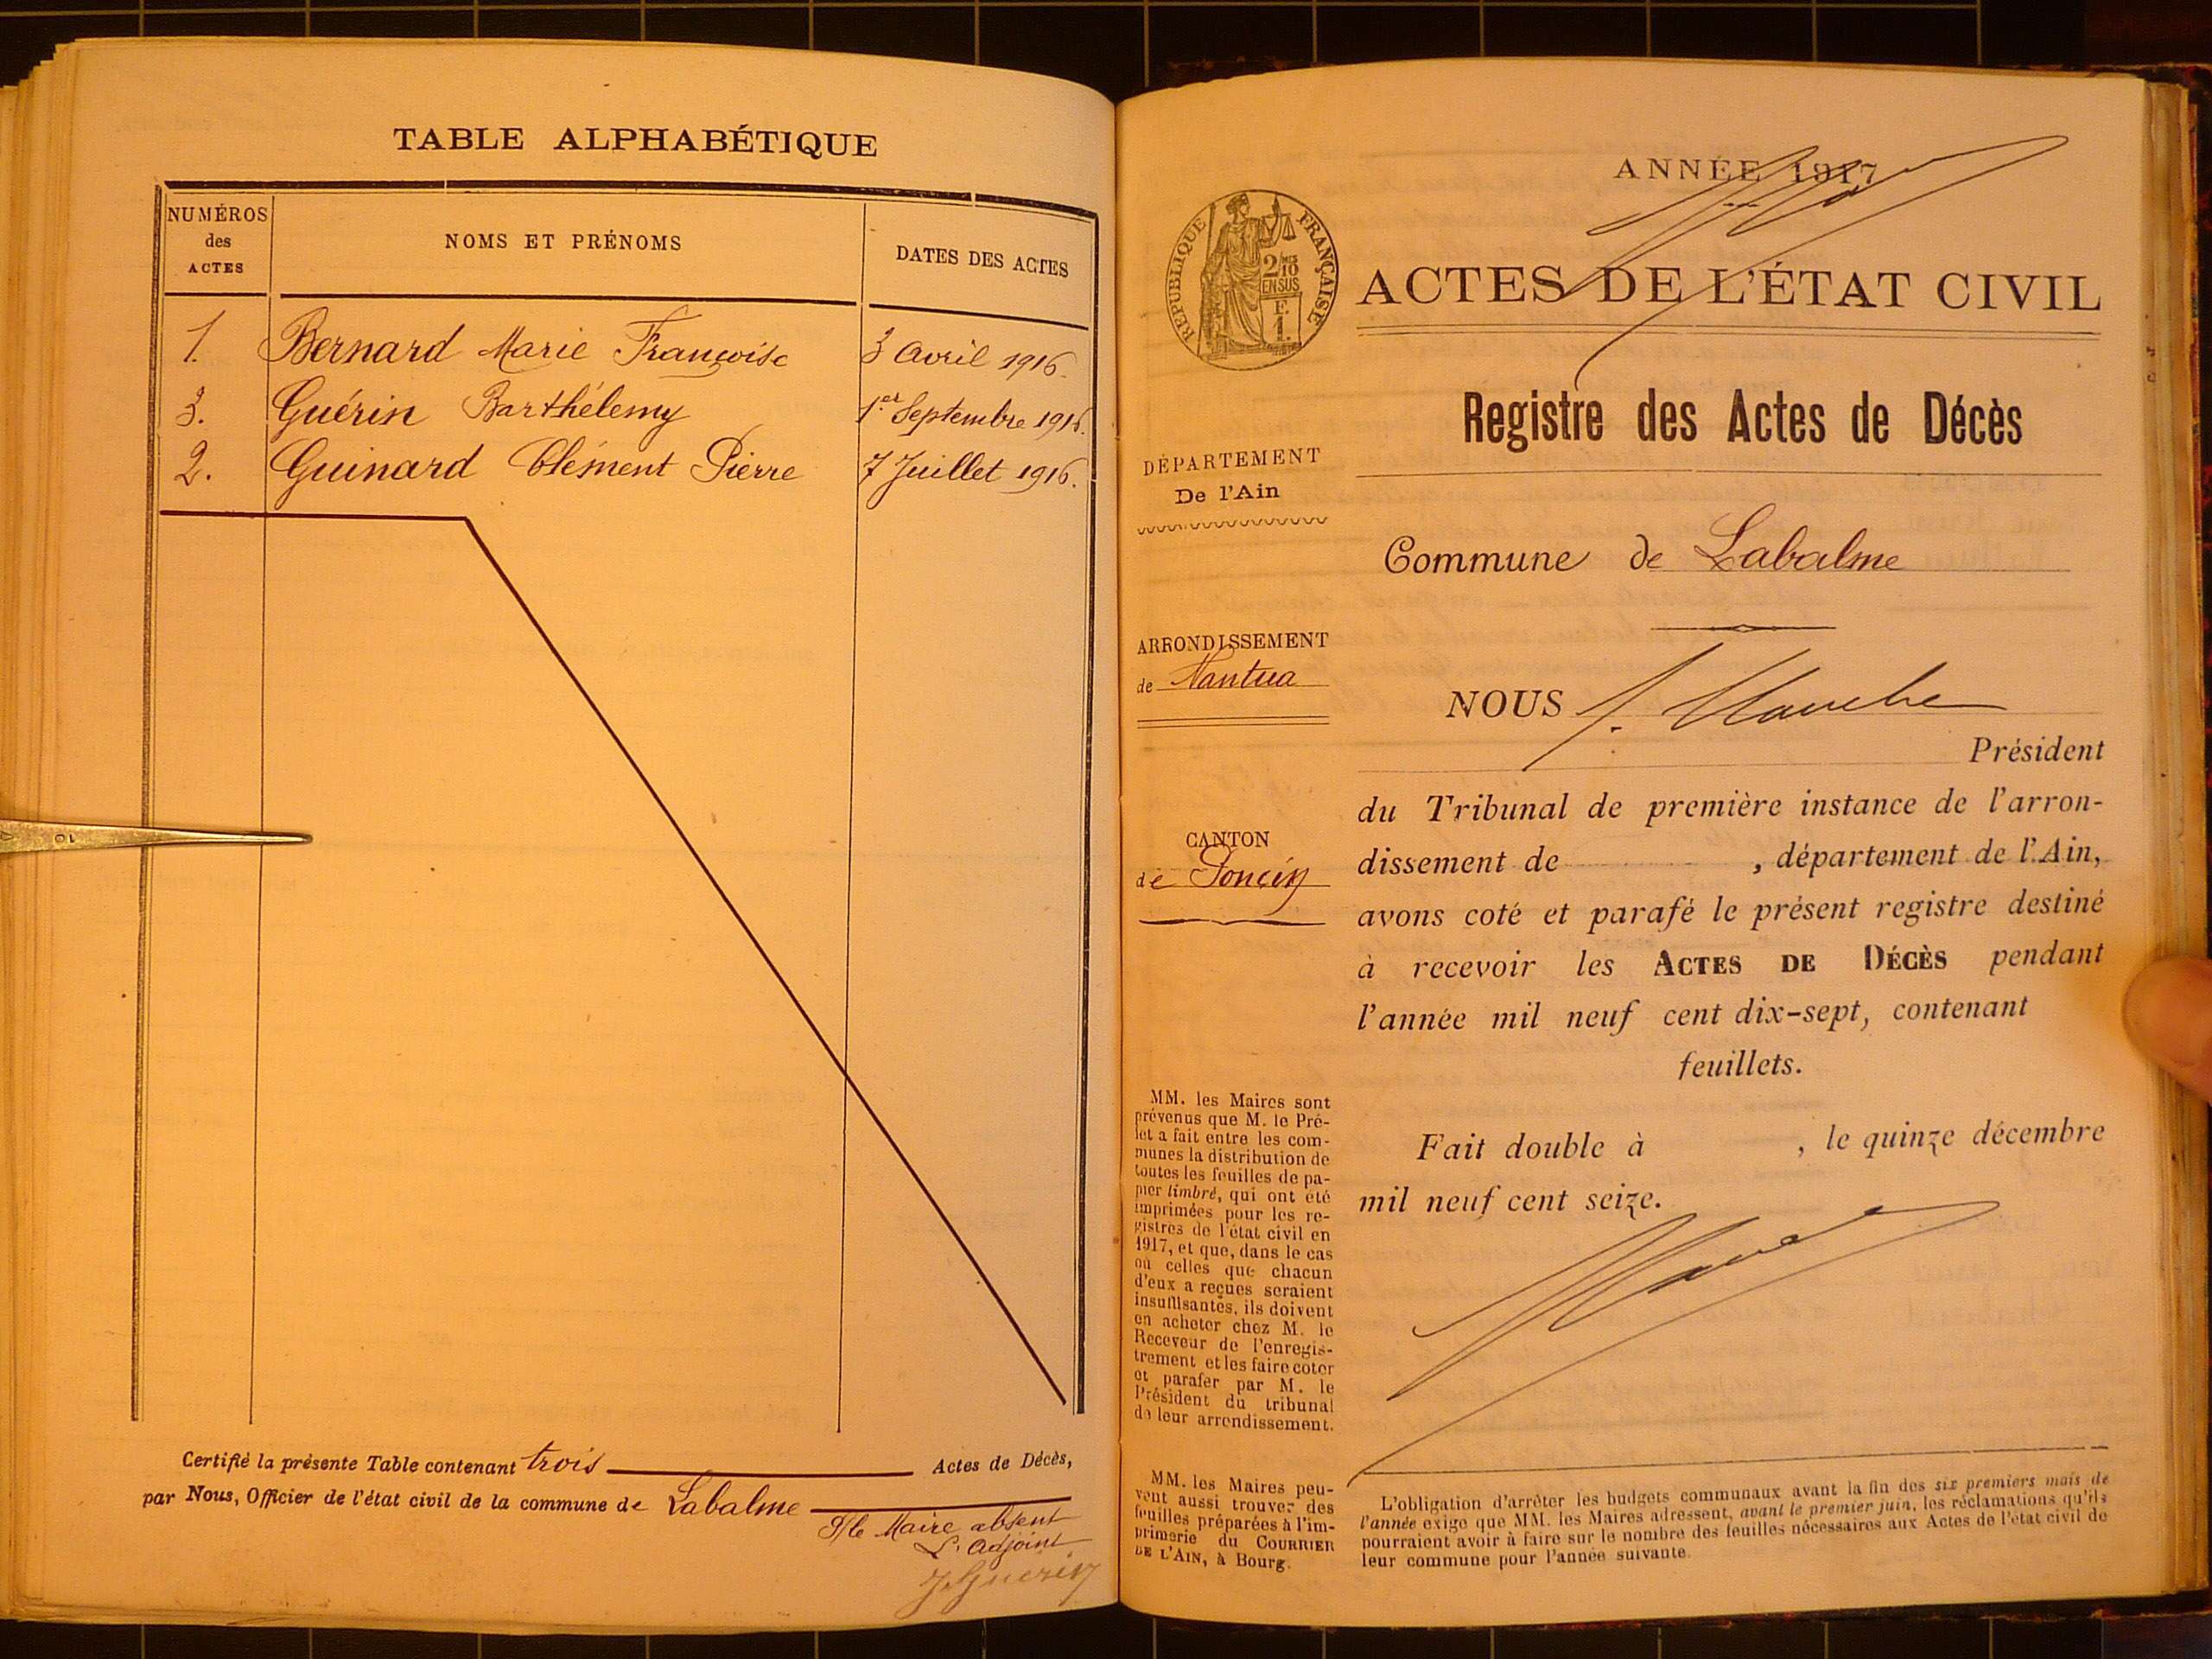 TABLE ALPHABÉTIQUE
NUMÉROS
des
ACTES
NOMS ET PRÉNOMS
DATES DES ACTES
1. Bernard Marie Françoise 3 Avril 1916.
3. Guérin Barthélemy 1er Septembre 1916.
2. Guinard Clément Pierre 7 Juillet 1916.
Certifié la présente Table contenant trois Actes de Décès,
par Nous, Officier de l'état civil de la commune de Labalme
P/le Maire absent
L'adjoint
J. Guérin
ANNÉE 1917
RÉPUBLIQUE FRANÇAISE
2/10
EN SUS
F.
1.
ACTES DE L'ÉTAT CIVIL
Registre des Actes de Décès
DÉPARTEMENT
De l'Ain
Commune de Labalme
ARRONDISSEMENT
de Nantua
CANTON
de Poncin
NOUS
Président
du Tribunal de première instance de l'arron-
dissement de , département de l'Ain,
avons coté et parafé le présent registre destiné
à recevoir les ACTES DE DÉCÈS pendant
l'année mil neuf cent dix-sept, contenant
feuillets.
Fait double à , le quinze décembre
mil neuf cent seize.
MM. les Maires sont
prévenus que M. le Pré-
fet a fait entre les com-
munes la distribution de
toutes les feuilles de pa-
pier timbré, qui ont été
imprimées pour les re-
gistres de l'état civil en
1917, et que, dans le cas
où celles que chacun
d'eux a reçues seraient
insuffisantes, ils doivent
en acheter chez M. le
Receveur de l'enregis-
trement et les faire coter
et parafer par M. le
Président du tribunal
de leur arrondissement.
MM. les Maires peu-
vent aussi trouver des
feuilles préparées à l'im-
primerie du COURRIER
DE L'AIN, à Bourg.
L'obligation d'arrêter les budgets communaux avant la fin des six premiers mois de
l'année exige que MM. les Maires adressent, avant le premier juin, les réclamations qu'ils
pourraient avoir à faire sur le nombre des feuilles nécessaires aux Actes de l'état civil de
leur commune pour l'année suivante.